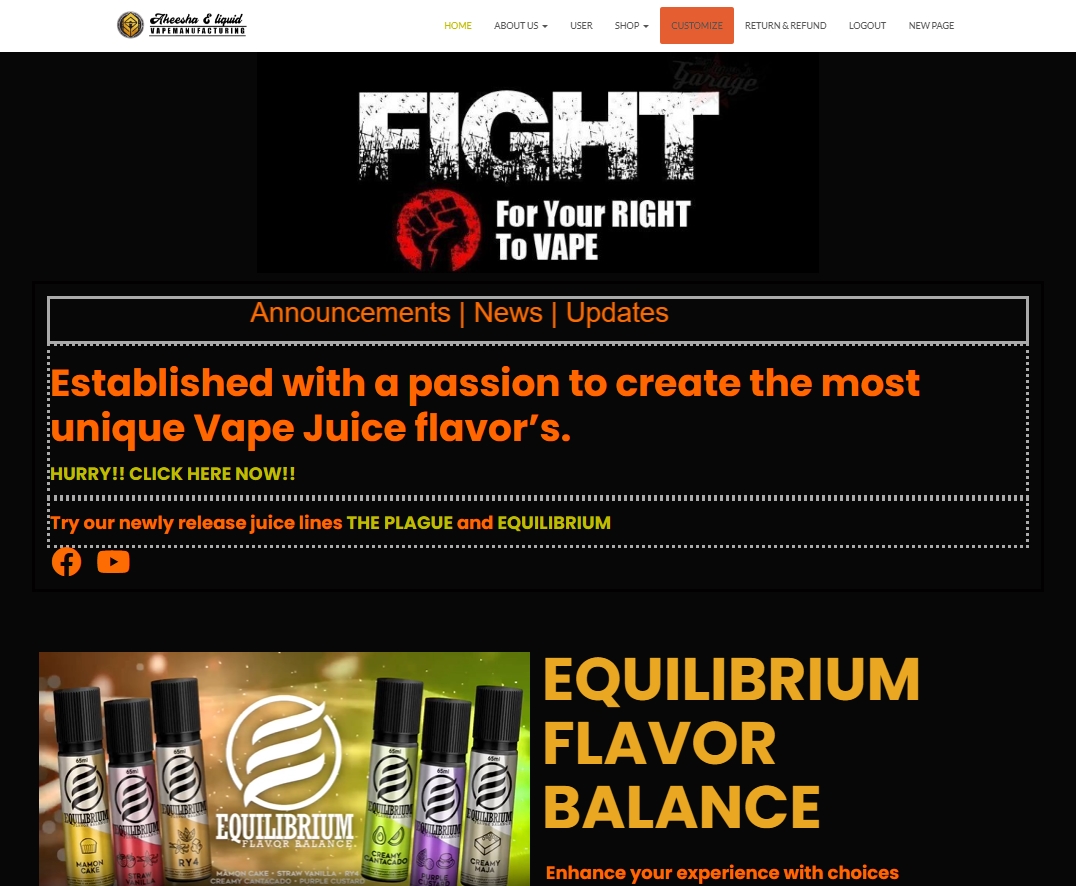 Aheesha & liquid
VAPEMANUFACTURING
HOME ABOUT US USER SHOP CUSTOMIZE RETURN & REFUND LOGOUT NEW PAGE
Garage
FIGHT
For Your RIGHT
To VAPE
Announcements | News | Updates
Established with a passion to create the most
unique Vape Juice flavor’s.
HURRY!! CLICK HERE NOW!!
Try our newly release juice lines THE PLAGUE and EQUILIBRIUM
EQUILIBRIUM
FLAVOR
BALANCE
65ml
EQUILIBRIUM
MAMON
CAKE
65ml
EQUILIBRIUM
STRAW
VANILLA
65ml
EQUILIBRIUM
RY4
EQUILIBRIUM
FLAVOR BALANCE
MAMON CAKE • STRAW VANILLA • RY4
CREAMY CANTACADO • PURPLE CUSTARD
65ml
EQUILIBRIUM
CREAMY
CANTACADO
65ml
EQUILIBRIUM
PURPLE
CUSTARD
65ml
EQUILIBRIUM
CREAMY
MAJA
Enhance your experience with choices